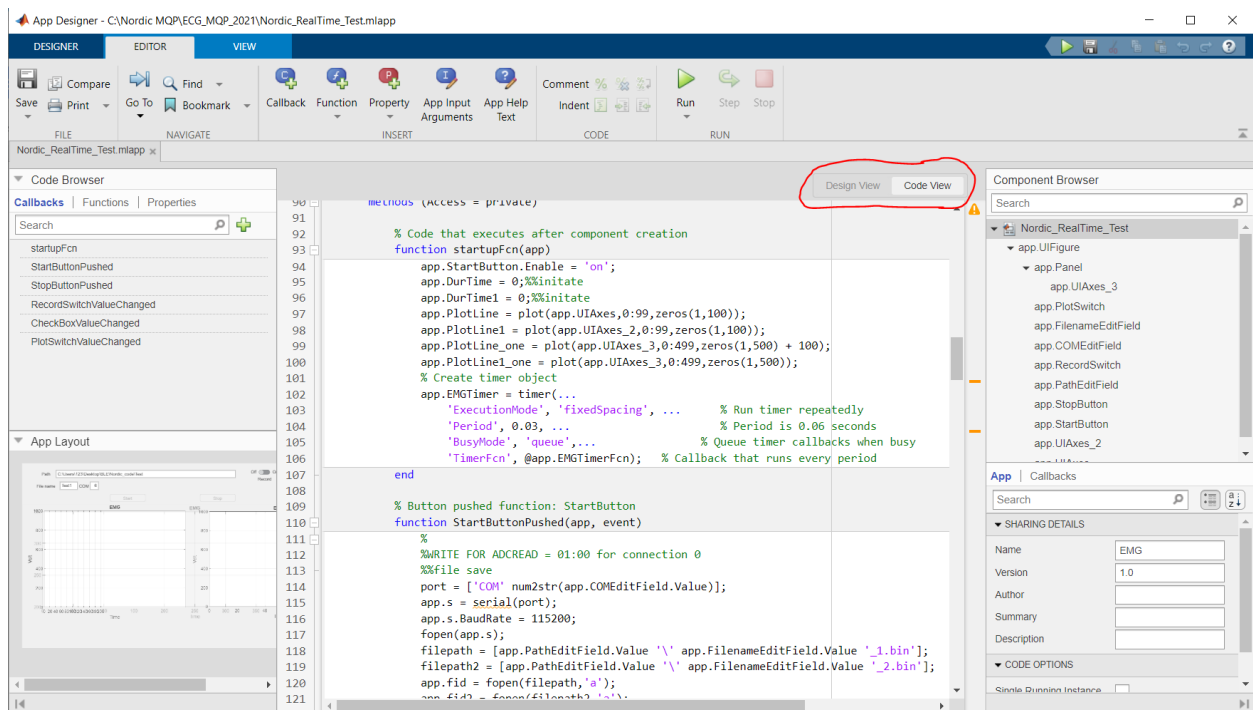 App Designer - C:\Nordic MQP\ECG_MQP_2021\Nordic_RealTime_Test.mlapp
DESIGNER EDITOR VIEW
Save
Compare
Print
FILE
Go To
Find
Bookmark
NAVIGATE
Callback
Function
Property
App Input
Arguments
App Help
Text
INSERT
Comment
Indent
CODE
Run
Step
Stop
RUN
Nordic_RealTime_Test.mlapp
Code Browser
Callbacks | Functions | Properties
Search
startupFcn
StartButtonPushed
StopButtonPushed
RecordSwitchValueChanged
CheckBoxValueChanged
PlotSwitchValueChanged
App Layout
EMG
Time
Design View Code View
90 methods (Access = private)
91
92 % Code that executes after component creation
93 function startupFcn(app)
94 app.StartButton.Enable = 'on';
95 app.DurTime = 0;%%initate
96 app.DurTime1 = 0;%%initate
97 app.PlotLine = plot(app.UIAxes,0:99,zeros(1,100));
98 app.PlotLine1 = plot(app.UIAxes_2,0:99,zeros(1,100));
99 app.PlotLine_one = plot(app.UIAxes_3,0:499,zeros(1,500) + 100);
100 app.PlotLine1_one = plot(app.UIAxes_3,0:499,zeros(1,500));
101 % Create timer object
102 app.EMGTimer = timer(...
103 'ExecutionMode', 'fixedSpacing', ... % Run timer repeatedly
104 'Period', 0.03, ... % Period is 0.06 seconds
105 'BusyMode', 'queue',... % Queue timer callbacks when busy
106 'TimerFcn', @app.EMGTimerFcn); % Callback that runs every period
107 end
108
109 % Button pushed function: StartButton
110 function StartButtonPushed(app, event)
111 %
112 %WRITE FOR ADCREAD = 01:00 for connection 0
113 %%file save
114 port = ['COM' num2str(app.COMEditField.Value)];
115 app.s = serial(port);
116 app.s.BaudRate = 115200;
117 fopen(app.s);
118 filepath = [app.PathEditField.Value '\' app.FilenameEditField.Value '_1.bin'];
119 filepath2 = [app.PathEditField.Value '\' app.FilenameEditField.Value '_2.bin'];
120 app.fid = fopen(filepath,'a');
121 app.fid2 = fopen(filepath2,'a');
Component Browser
Search
Nordic_RealTime_Test
app.UIFigure
app.Panel
app.UIAxes_3
app.PlotSwitch
app.FilenameEditField
app.COMEditField
app.RecordSwitch
app.PathEditField
app.StopButton
app.StartButton
app.UIAxes_2
app.UIAxes
App | Callbacks
Search
SHARING DETAILS
Name EMG
Version 1.0
Author
Summary
Description
CODE OPTIONS
Single Running Instance